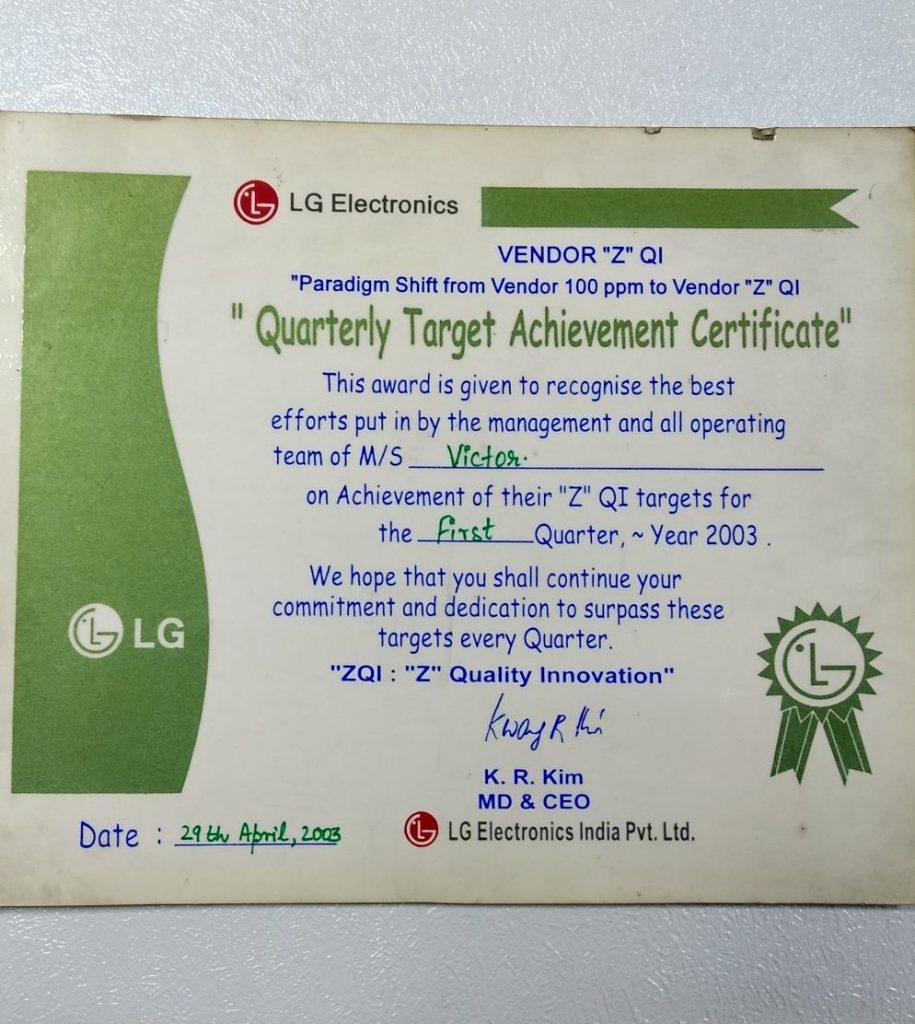 LG Electronics
VENDOR "Z" QI
"Paradigm Shift from Vendor 100 ppm to Vendor "Z" QI
" Quarterly Target Achievement Certificate"
This award is given to recognise the best
efforts put in by the management and all operating
team of M/S Victor.
on Achievement of their "Z" QI targets for
the First Quarter, ~ Year 2003 .
We hope that you shall continue your
commitment and dedication to surpass these
targets every Quarter.
"ZQI : "Z" Quality Innovation"
LG
K. R. Kim
MD & CEO
Date : 29th April, 2003
LG Electronics India Pvt. Ltd.